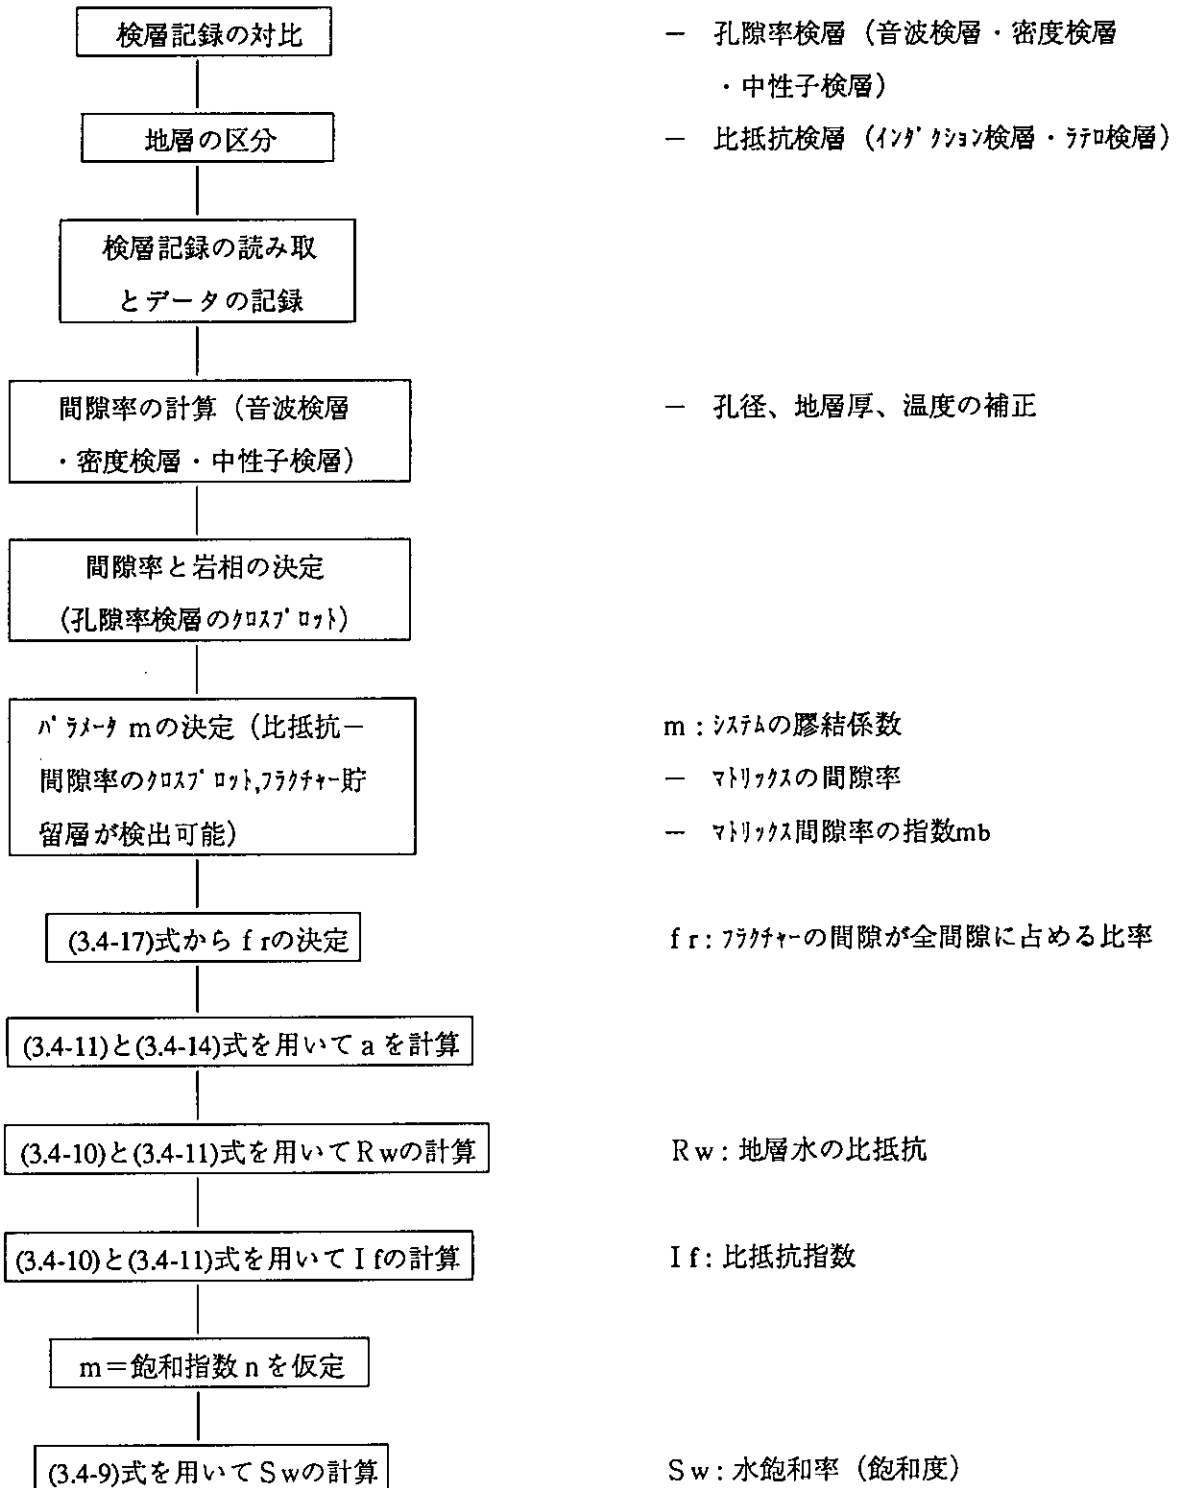 検層記録の対比
― 孔隙率検層（音波検層・密度検層
・中性子検層）
地層の区分
― 比抵抗検層（ｲﾝﾀﾞｸｼｮﾝ検層・ﾗﾃﾛ検層）
検層記録の読み取
とデータの記録
間隙率の計算（音波検層
・密度検層・中性子検層）
― 孔径、地層厚、温度の補正
間隙率と岩相の決定
（孔隙率検層のｸﾛｽﾌﾟﾛｯﾄ）
ﾊﾟﾗﾒｰﾀ mの決定（比抵抗－
間隙率のｸﾛｽﾌﾟﾛｯﾄ,ﾌﾗｸﾁｬｰ貯
留層が検出可能）
m：ｼｽﾃﾑの膠結係数
― ﾏﾄﾘｯｸｽの間隙率
― ﾏﾄﾘｯｸｽ間隙率の指数mb
(3.4-17)式からｆrの決定
ｆr：ﾌﾗｸﾁｬｰの間隙が全間隙に占める比率
(3.4-11)と(3.4-14)式を用いてａを計算
(3.4-10)と(3.4-11)式を用いてＲwの計算
Ｒw：地層水の比抵抗
(3.4-10)と(3.4-11)式を用いてＩfの計算
Ｉf：比抵抗指数
m＝飽和指数ｎを仮定
(3.4-9)式を用いてＳwの計算
Ｓw：水飽和率（飽和度）